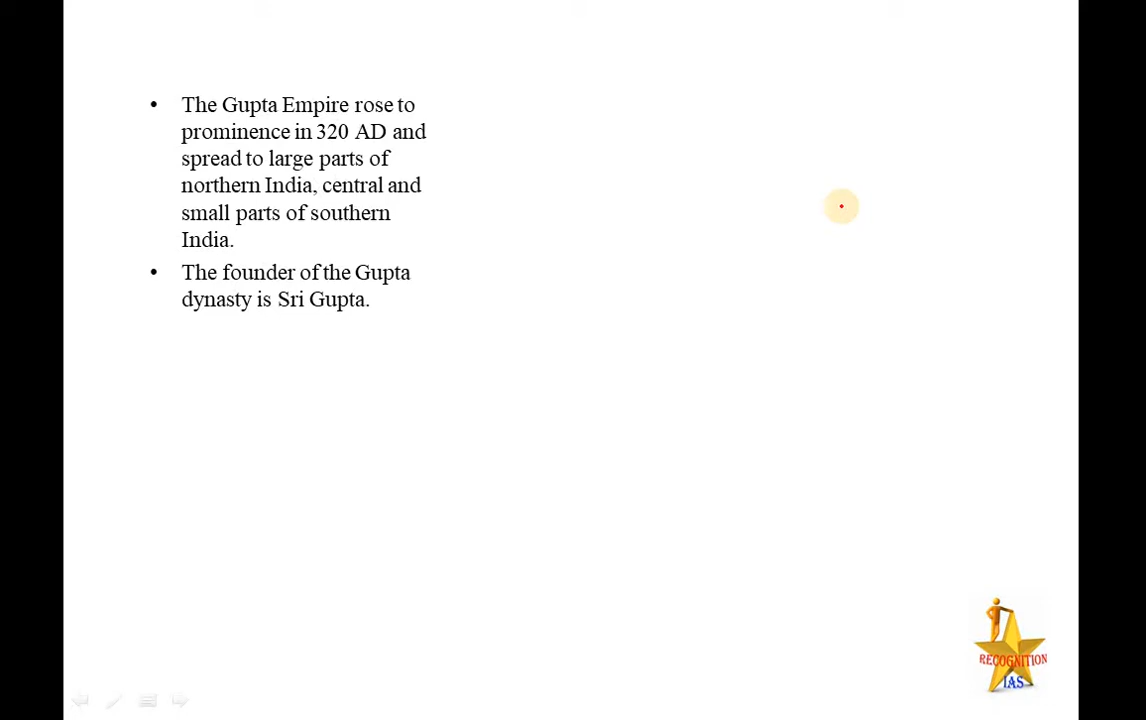 • The Gupta Empire rose to
prominence in 320 AD and
spread to large parts of
northern India, central and
small parts of southern
India.
• The founder of the Gupta
dynasty is Sri Gupta.
RECOGNITION
IAS